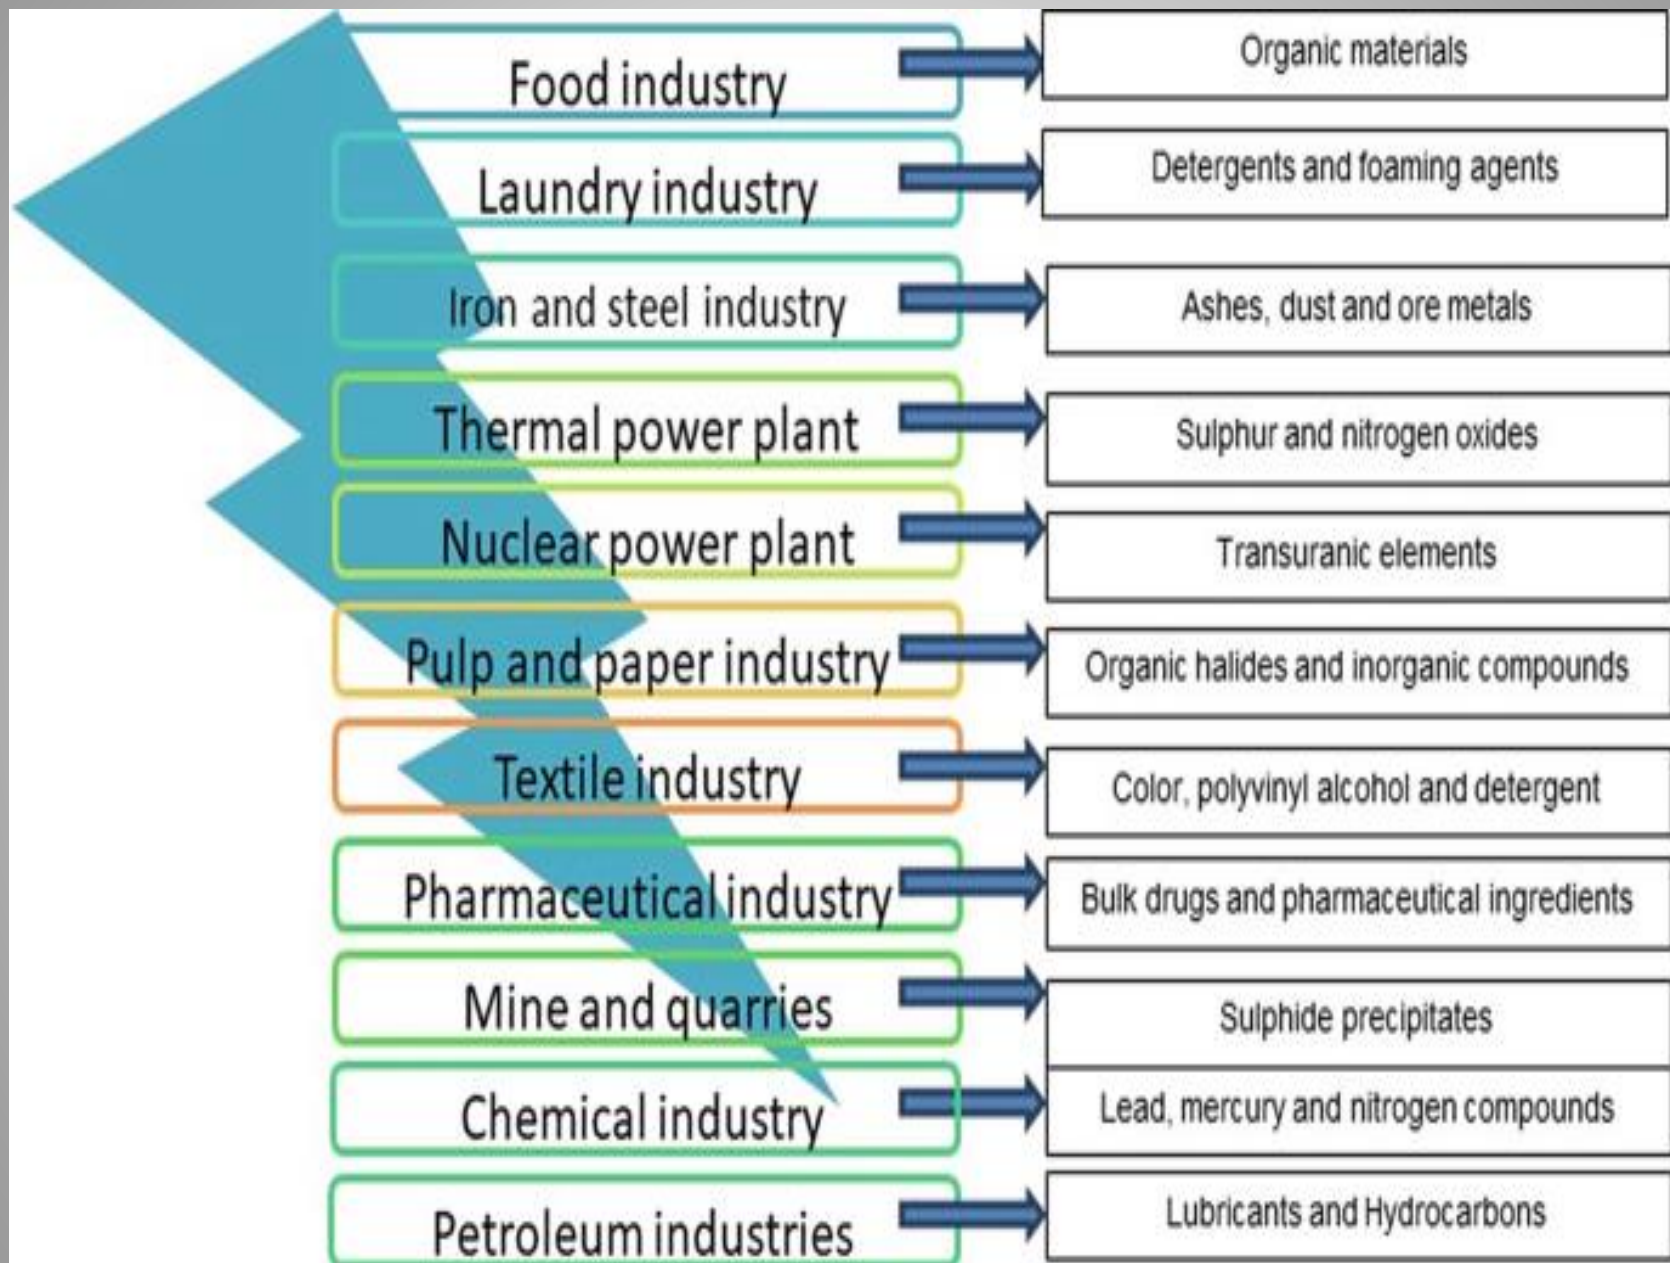 Food industry
Organic materials
Laundry industry
Detergents and foaming agents
Iron and steel industry
Ashes, dust and ore metals
Thermal power plant
Sulphur and nitrogen oxides
Nuclear power plant
Transuranic elements
Pulp and paper industry
Organic halides and inorganic compounds
Textile industry
Color, polyvinyl alcohol and detergent
Pharmaceutical industry
Bulk drugs and pharmaceutical ingredients
Mine and quarries
Sulphide precipitates
Chemical industry
Lead, mercury and nitrogen compounds
Petroleum industries
Lubricants and Hydrocarbons